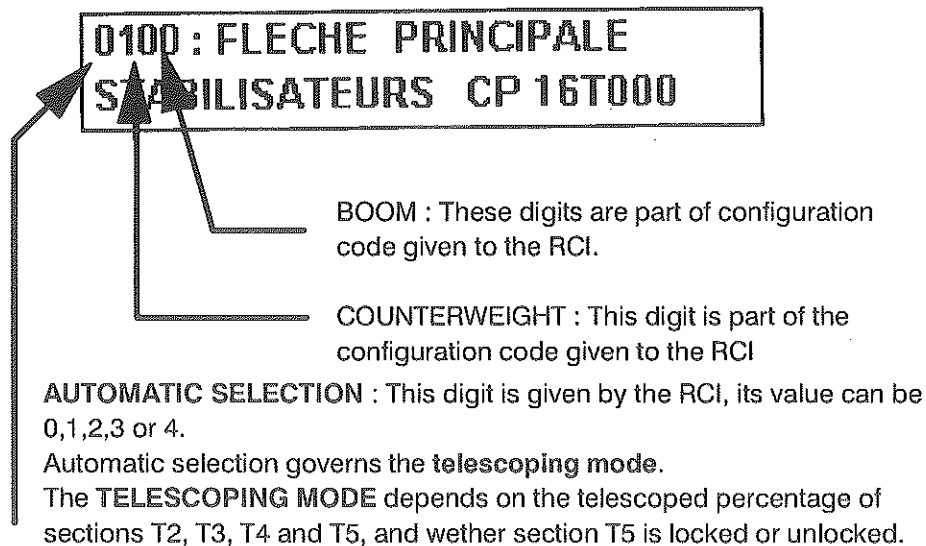 0100 : FLECHE PRINCIPALE
STABILISATEURS CP 16T000
BOOM : These digits are part of configuration
code given to the RCI.
COUNTERWEIGHT : This digit is part of the
configuration code given to the RCI
AUTOMATIC SELECTION : This digit is given by the RCI, its value can be
0,1,2,3 or 4.
Automatic selection governs the telescoping mode.
The TELESCOPING MODE depends on the telescoped percentage of
sections T2, T3, T4 and T5, and wether section T5 is locked or unlocked.